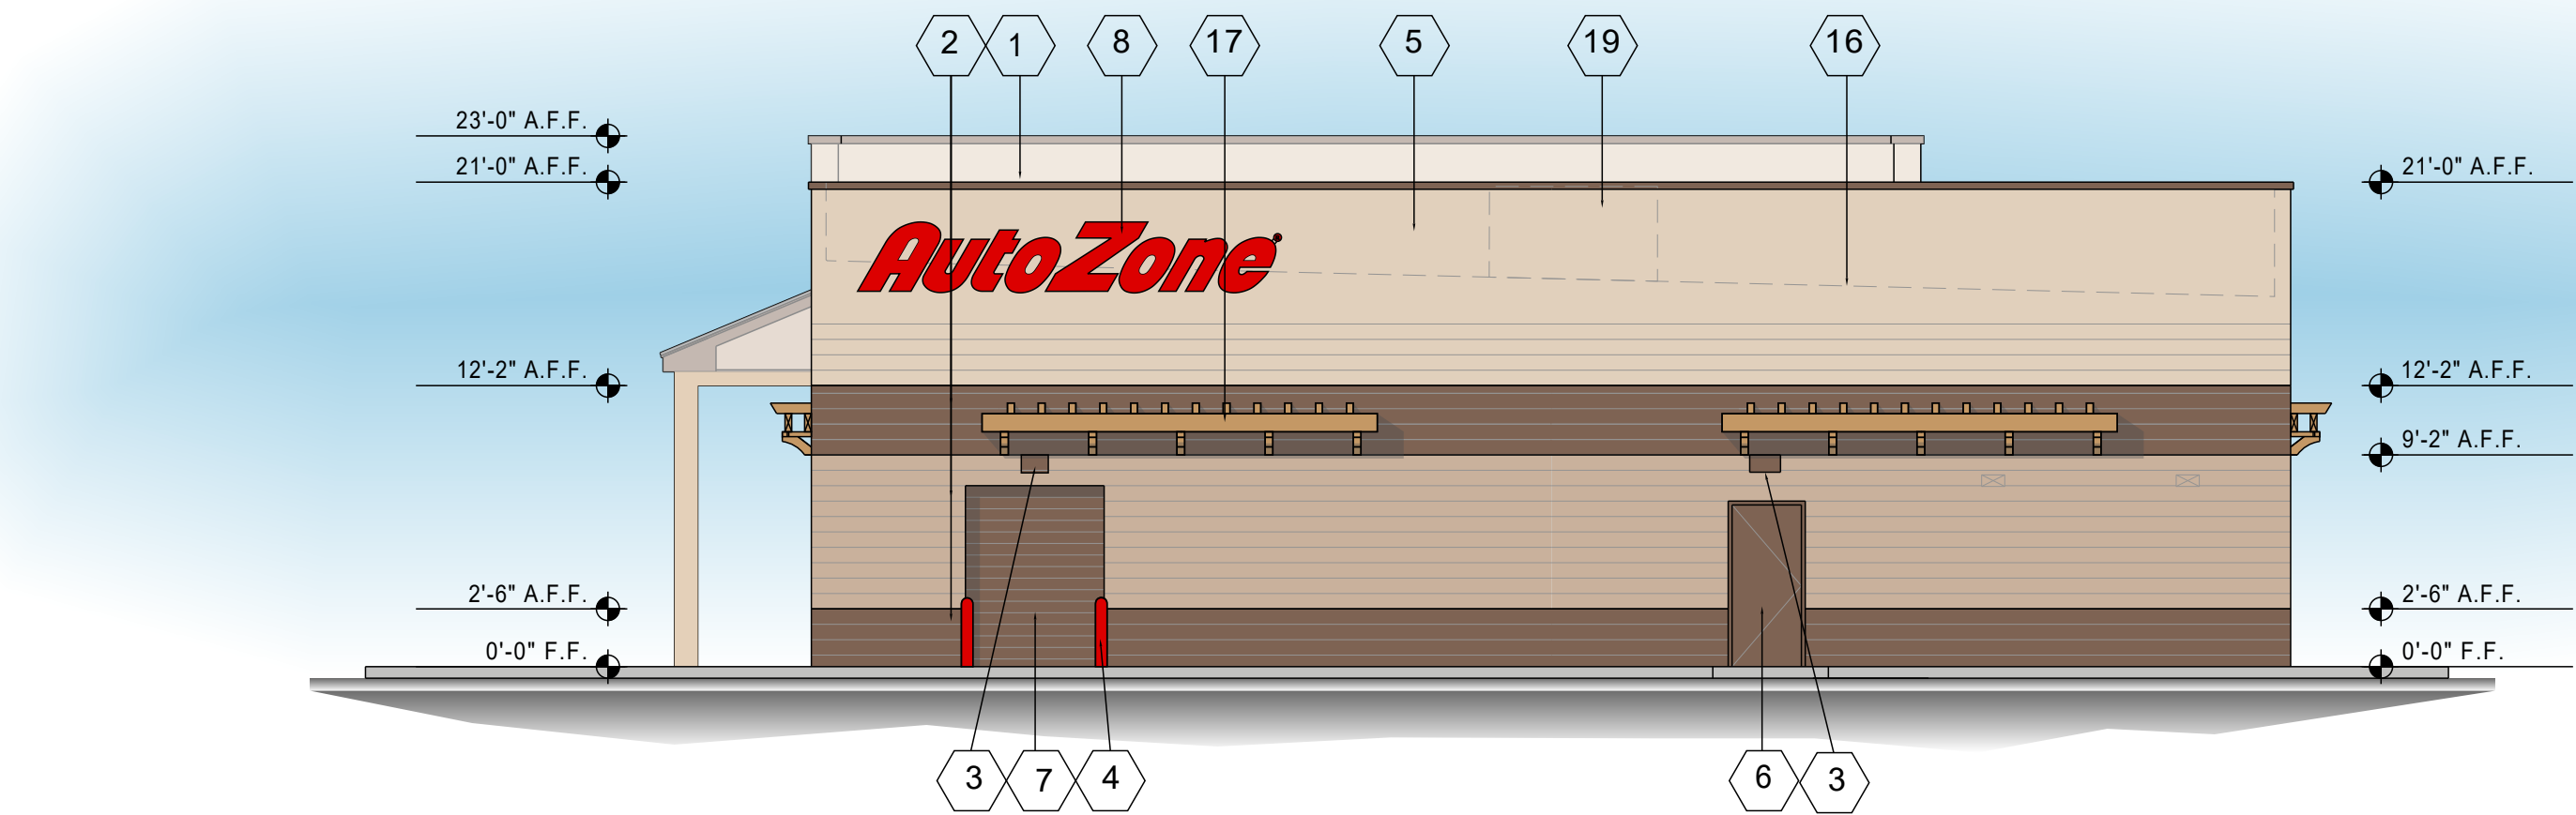 2
1
8
17
5
19
16
23'-0" A.F.F.
21'-0" A.F.F.
21'-0" A.F.F.
AutoZone
12'-2" A.F.F.
12'-2" A.F.F.
9'-2" A.F.F.
2'-6" A.F.F.
2'-6" A.F.F.
0'-0" F.F.
0'-0" F.F.
3
7
4
6
3